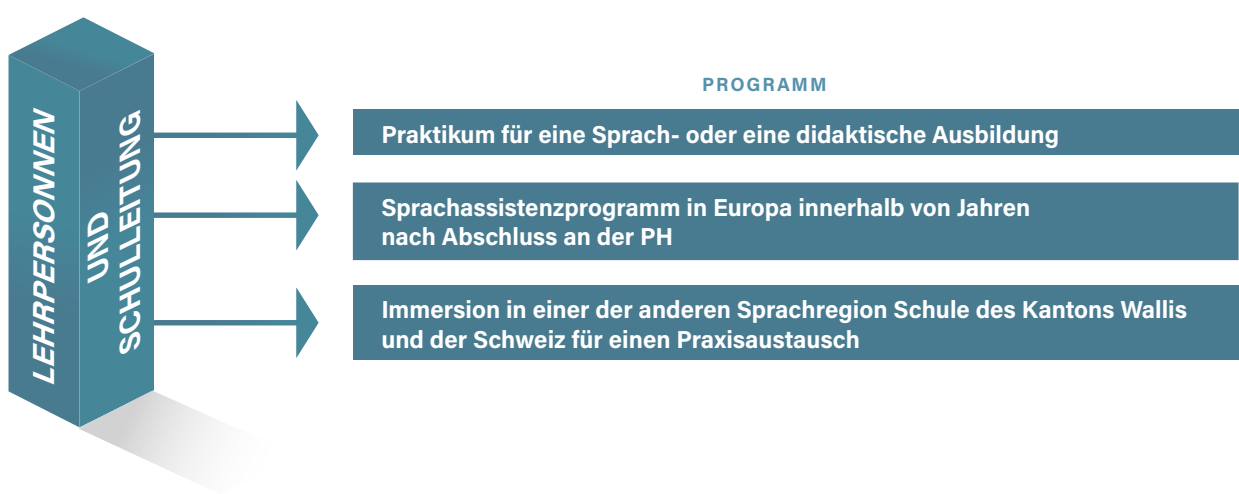 LEHRPERSONNEN
UND
SCHULLEITUNG
PROGRAMM
Praktikum für eine Sprach- oder eine didaktische Ausbildung
Sprachassistenzprogramm in Europa innerhalb von Jahren
nach Abschluss an der PH
Immersion in einer der anderen Sprachregion Schule des Kantons Wallis
und der Schweiz für einen Praxisaustausch